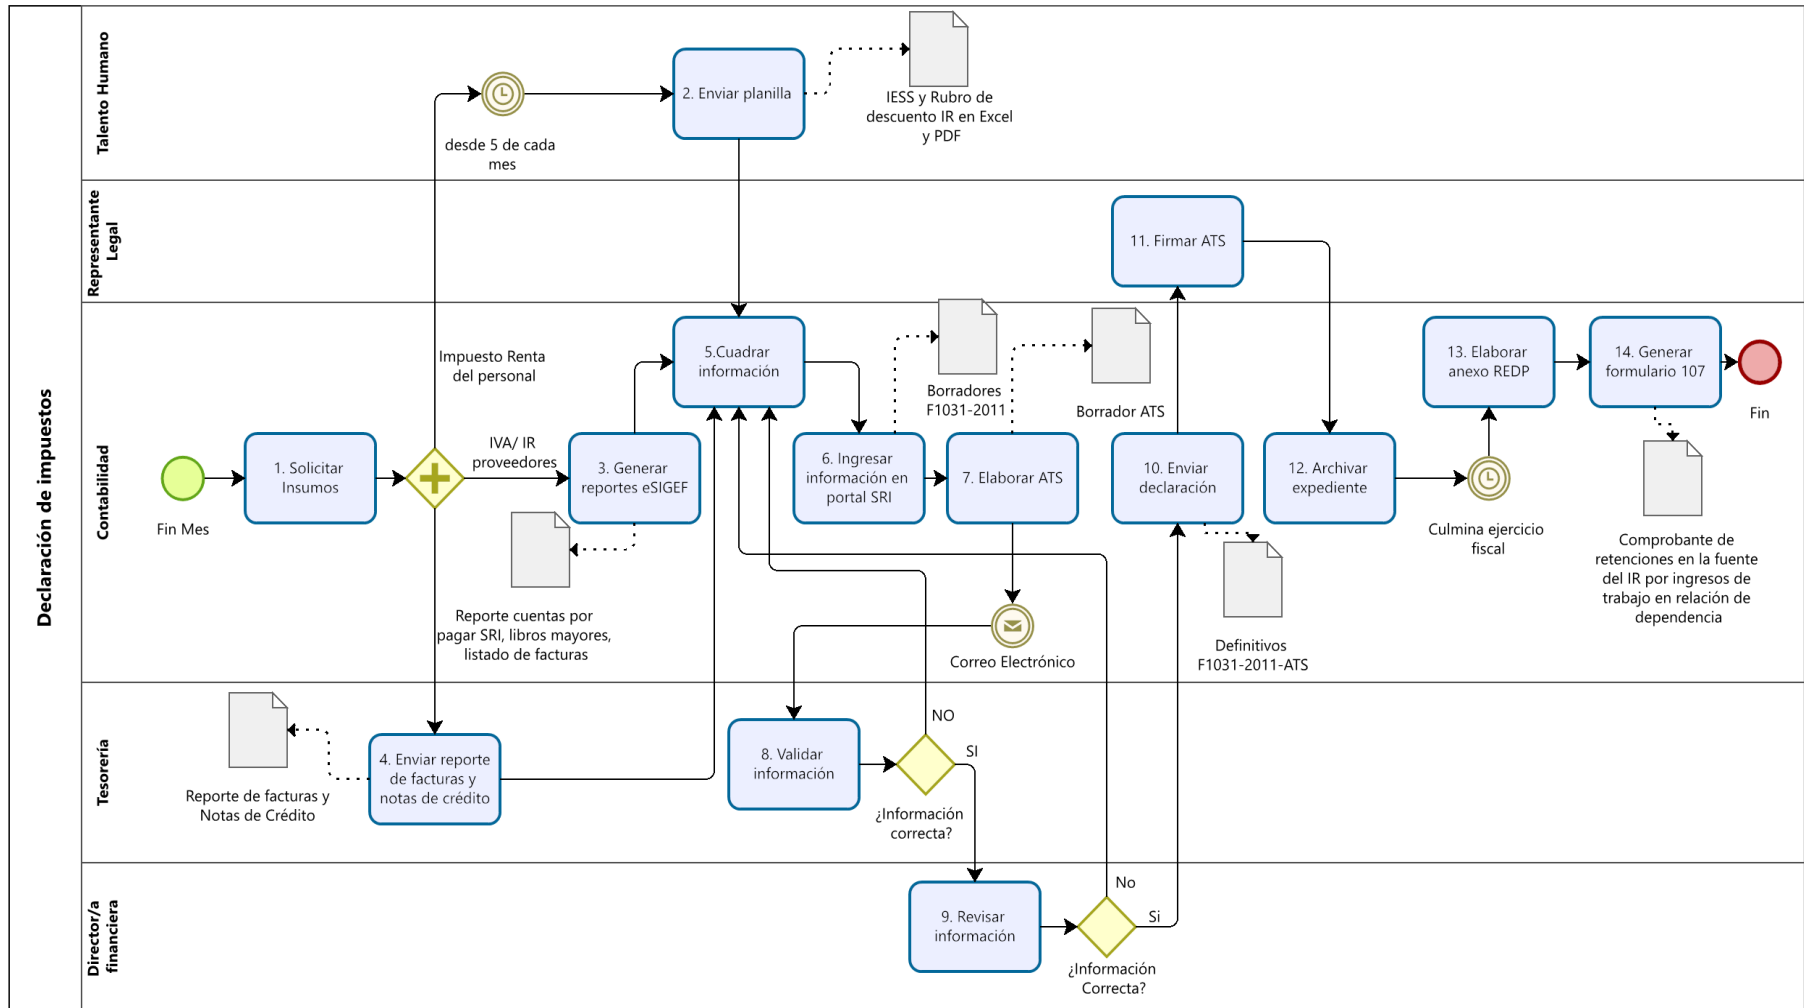 Declaración de impuestos
Talento Humano
desde 5 de cada
mes
2. Enviar planilla
IESS y Rubro de
descuento IR en Excel
y PDF
Representante
Legal
11. Firmar ATS
Contabilidad
Fin Mes
1. Solicitar
Insumos
Impuesto Renta
del personal
IVA/ IR
proveedores
3. Generar
reportes eSIGEF
Reporte cuentas por
pagar SRI, libros mayores,
listado de facturas
5.Cuadrar
información
6. Ingresar
información en
portal SRI
Borradores
F1031-2011
7. Elaborar ATS
Borrador ATS
Correo Electrónico
10. Enviar
declaración
Definitivos
F1031-2011-ATS
12. Archivar
expediente
Culmina ejercicio
fiscal
13. Elaborar
anexo REDP
14. Generar
formulario 107
Comprobante de
retenciones en la fuente
del IR por ingresos de
trabajo en relación de
dependencia
Fin
Tesorería
Reporte de facturas y
Notas de Crédito
4. Enviar reporte
de facturas y
notas de crédito
8. Validar
información
NO
SI
¿Información
correcta?
Director/a
financiera
9. Revisar
información
No
Si
¿Información
Correcta?